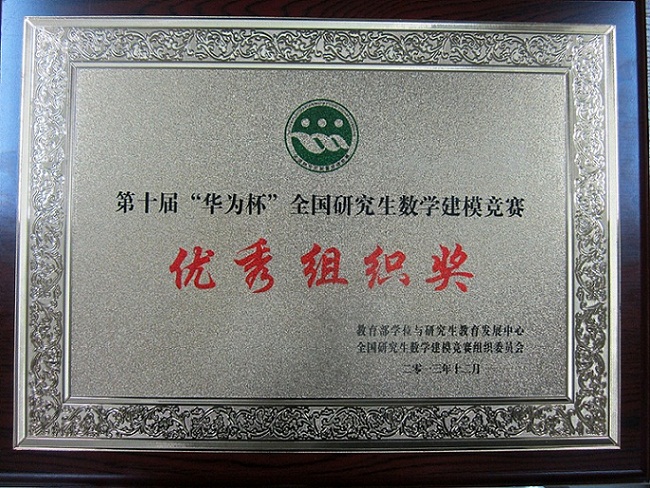 第十届“华为杯”全国研究生数学建模竞赛
优秀组织奖
教育部学位与研究生教育发展中心
全国研究生数学建模竞赛组织委员会
二零一三年十二月